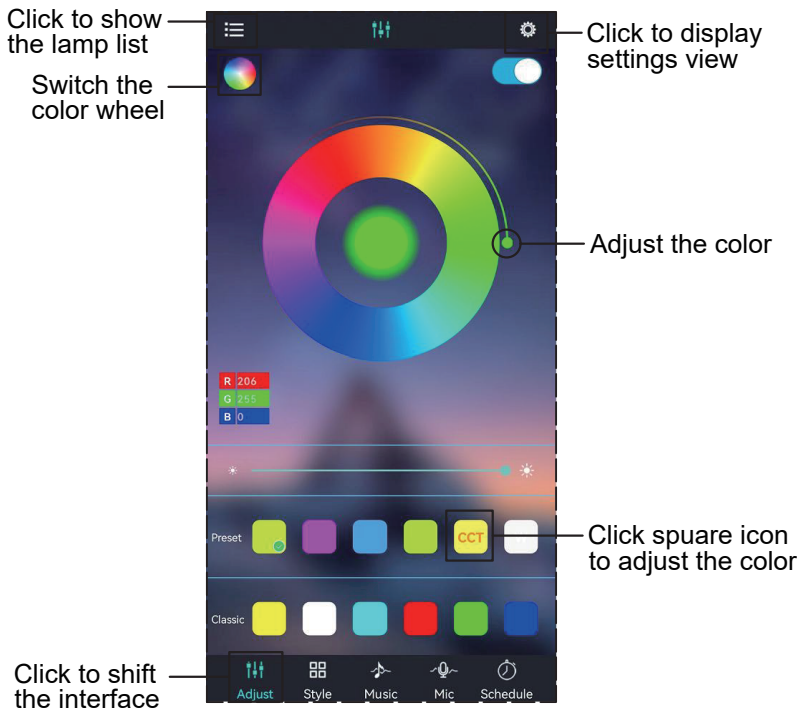 Click to show
the lamp list
Click to display
settings view
Switch the
color wheel
Adjust the color
R 206
G 255
B 0
Preset
CCT
Click spuare icon
to adjust the color
Classic
Click to shift
the interface
Adjust
Style
Music
Mic
Schedule